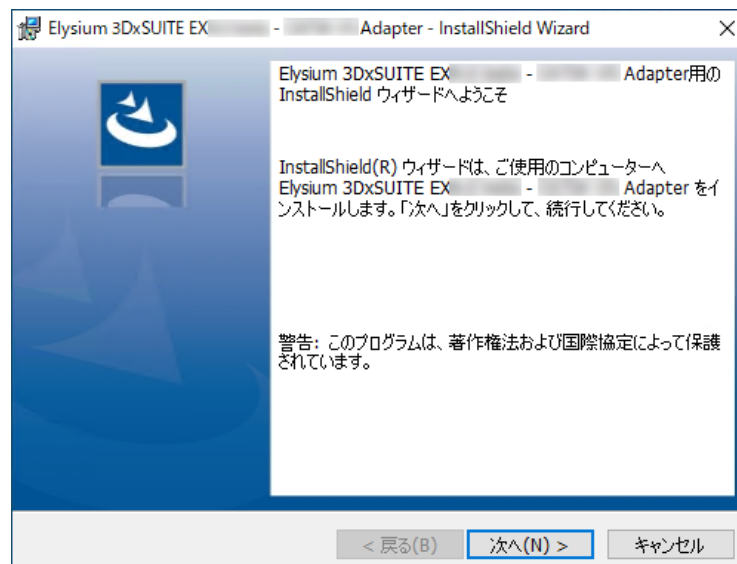 Elysium 3DxSUITE EX - Adapter - InstallShield Wizard
Elysium 3DxSUITE EX - Adapter用の
InstallShield ウィザードへようこそ
InstallShield(R) ウィザードは、ご使用のコンピューターへ
Elysium 3DxSUITE EX - Adapter をイ
ンストールします。「次へ」をクリックして、続行してください。
警告: このプログラムは、著作権法および国際協定によって保護
されています。
< 戻る(B)
次へ(N) >
キャンセル